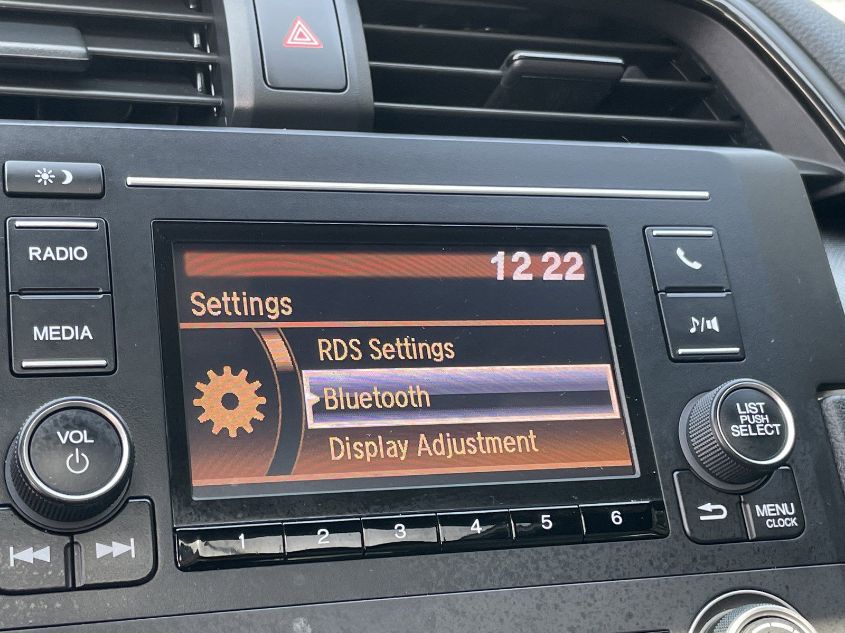 RADIO
MEDIA
VOL
12 22
Settings
RDS Settings
Bluetooth
Display Adjustment
1 2 3 4 5 6
LIST
PUSH
SELECT
MENU
CLOCK